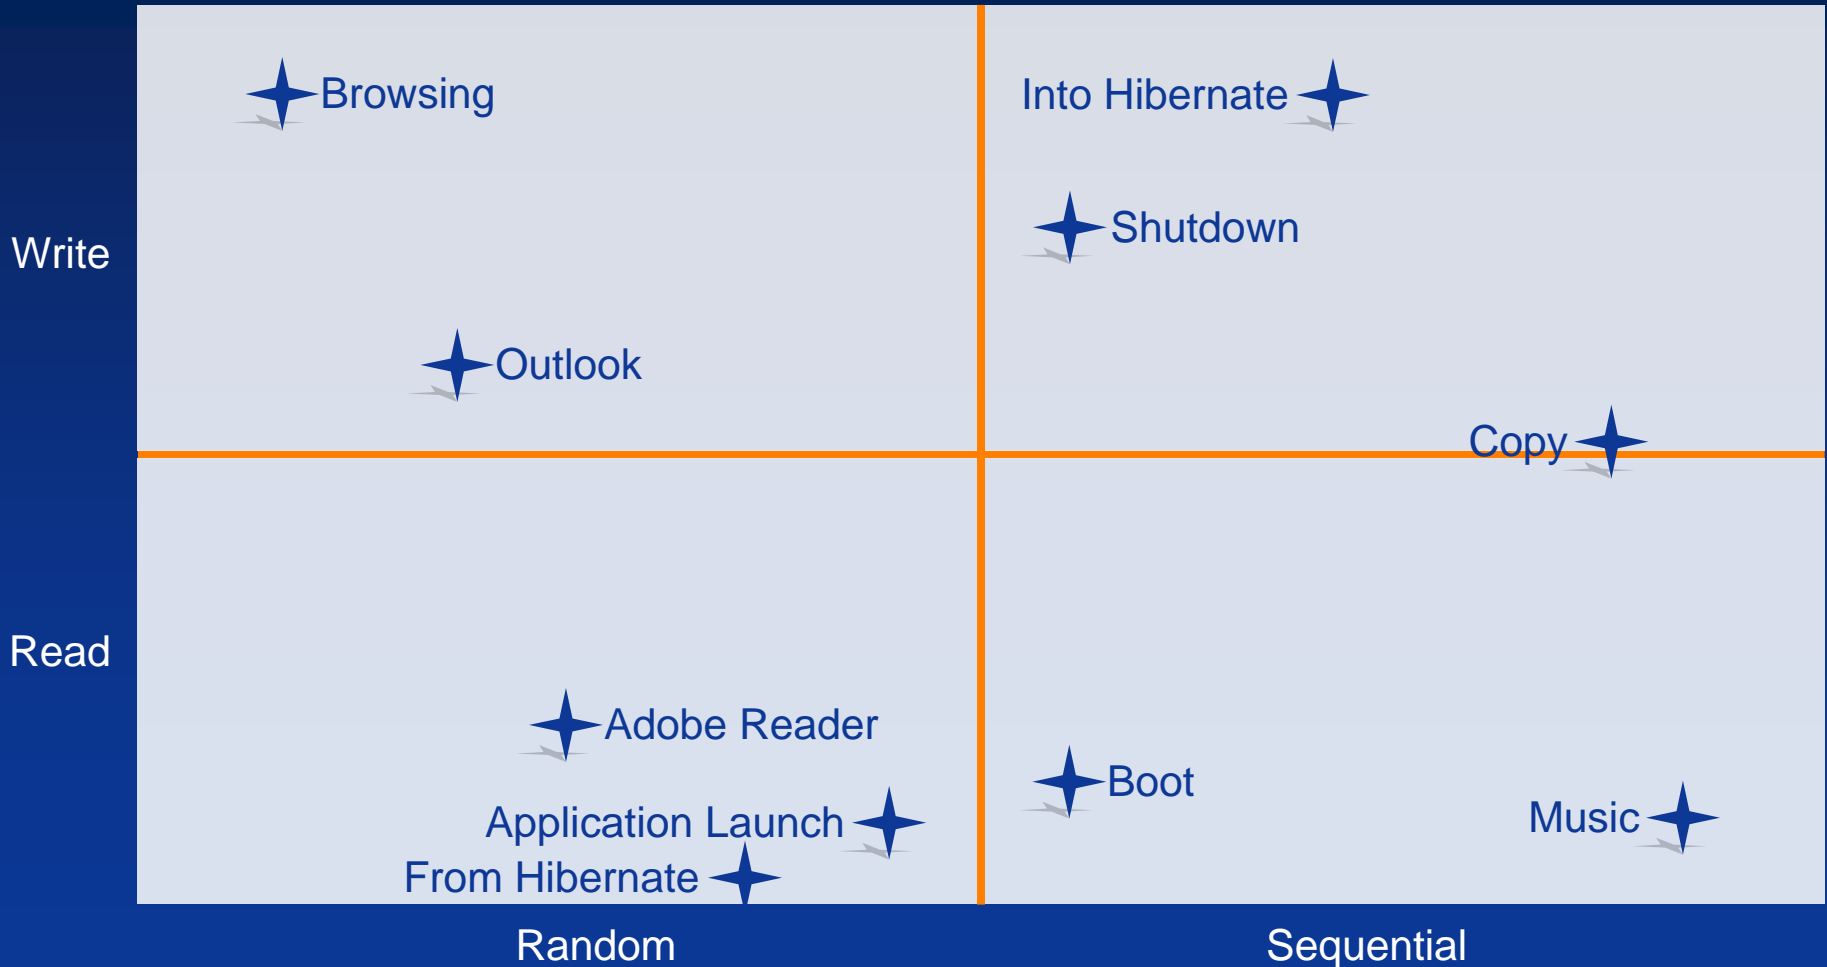 Browsing
Into Hibernate
Shutdown
Write
Outlook
Copy
Read
Adobe Reader
Boot
Application Launch
Music
From Hibernate
Random
Sequential